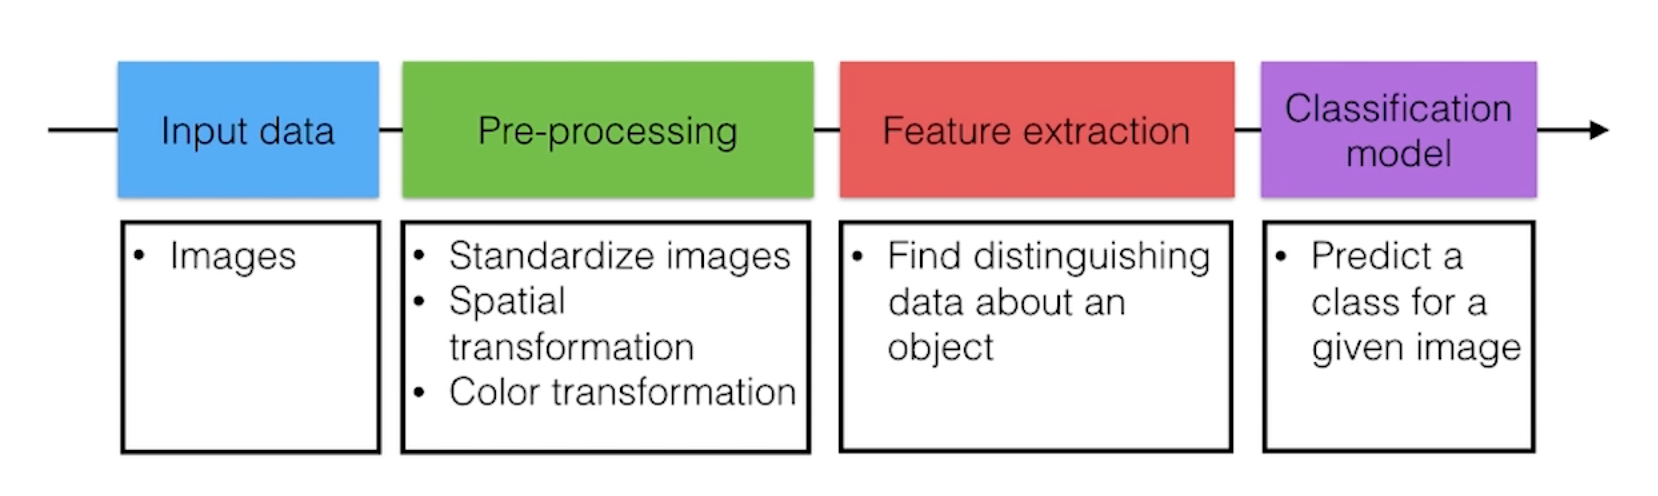 Input data
Pre-processing
Feature extraction
Classification
model
• Images
• Standardize images
• Spatial
transformation
• Color transformation
• Find distinguishing
data about an
object
• Predict a
class for a
given image